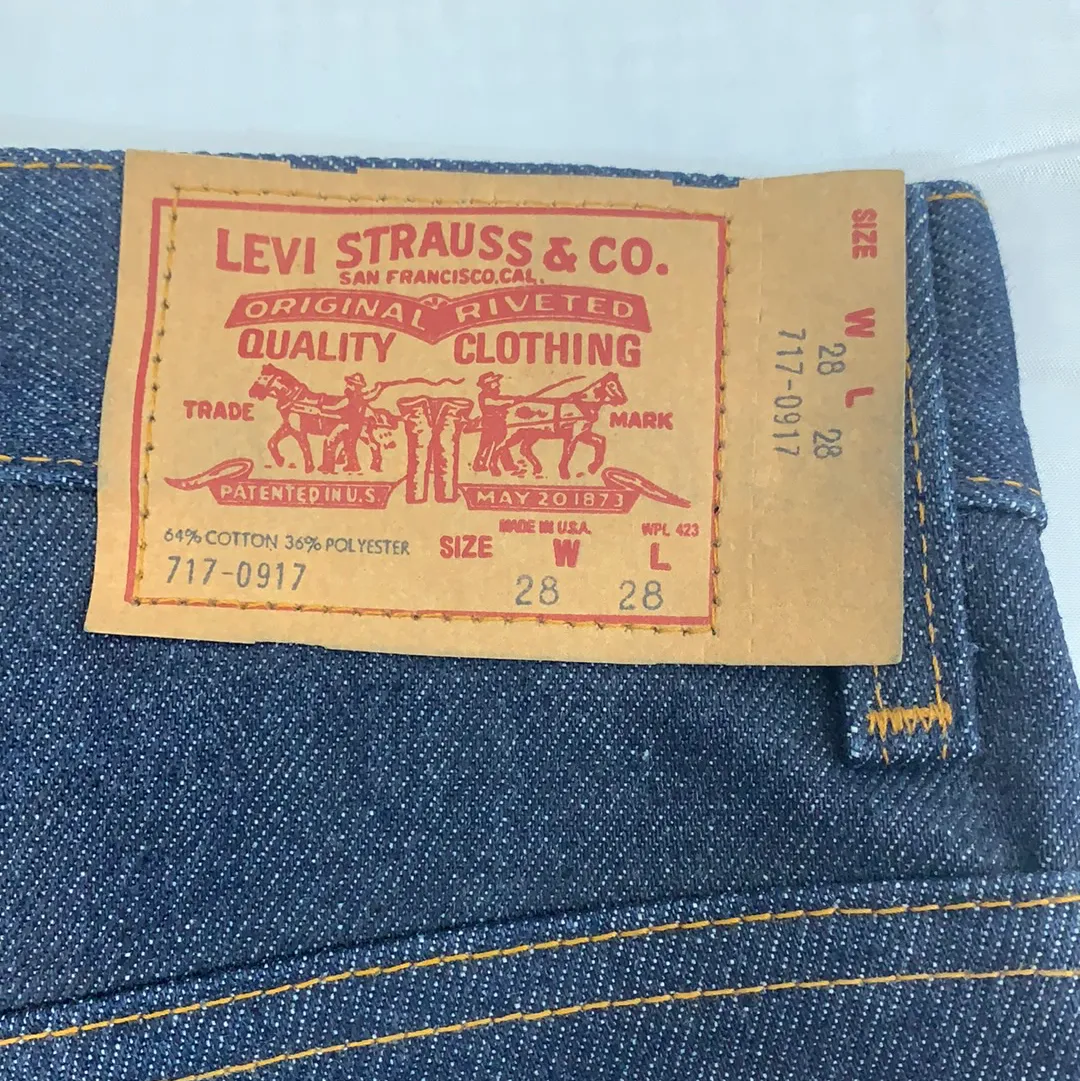 LEVI STRAUSS & CO.
SAN FRANCISCO, CAL.
ORIGINAL RIVETED
QUALITY CLOTHING
TRADE MARK
PATENTED IN U.S. MAY 20 1873
MADE IN U.S.A. WPL 423
64% COTTON 36% POLYESTER SIZE W L
717-0917 28 28
SIZE W L
28 28
717-0917